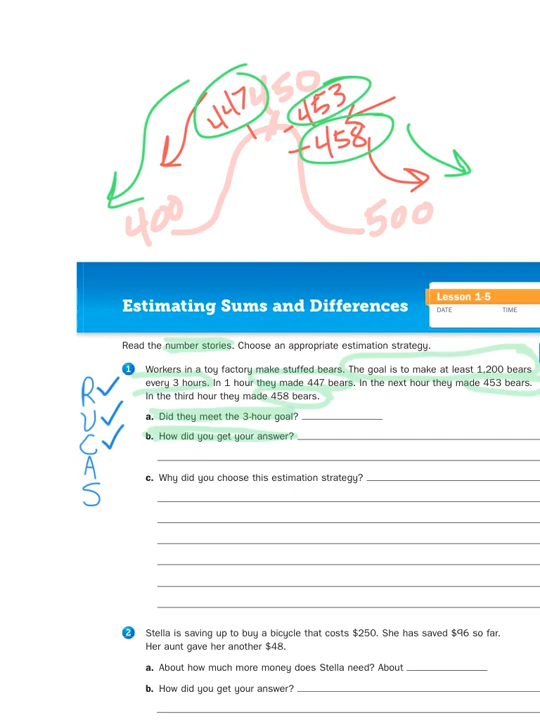 450
447
453
458
400
500
Estimating Sums and Differences
Lesson 1-5
DATE TIME
Read the number stories. Choose an appropriate estimation strategy.
1 Workers in a toy factory make stuffed bears. The goal is to make at least 1,200 bears
every 3 hours. In 1 hour they made 447 bears. In the next hour they made 453 bears.
In the third hour they made 458 bears.
a. Did they meet the 3-hour goal?
b. How did you get your answer?
c. Why did you choose this estimation strategy?
R
U
C
A
S
2 Stella is saving up to buy a bicycle that costs $250. She has saved $96 so far.
Her aunt gave her another $48.
a. About how much more money does Stella need? About
b. How did you get your answer?